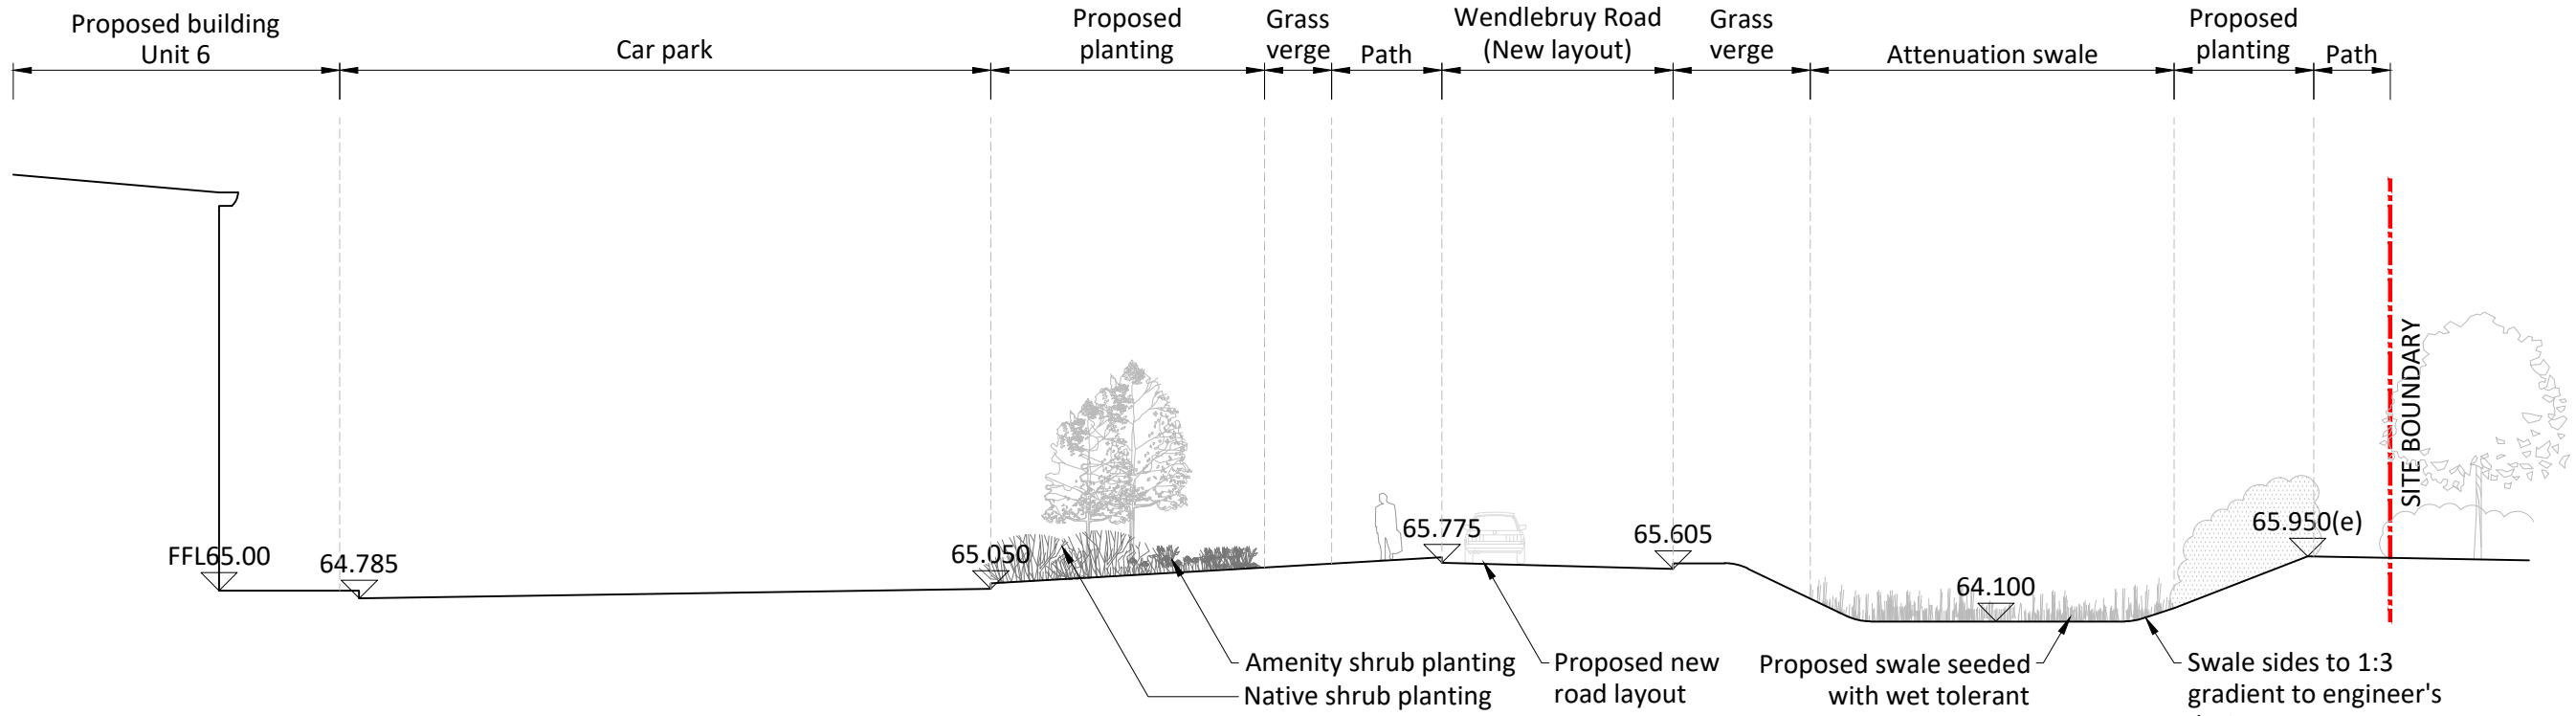 Proposed building
Unit 6
Car park
Proposed
planting
Grass
verge
Path
Wendlebruy Road
(New layout)
Grass
verge
Attenuation swale
Proposed
planting
Path
SITE BOUNDARY
FFL65.00
64.785
65.050
65.775
65.605
64.100
65.950(e)
Amenity shrub planting
Native shrub planting
Proposed new
road layout
Proposed swale seeded
with wet tolerant
Swale sides to 1:3
gradient to engineer's